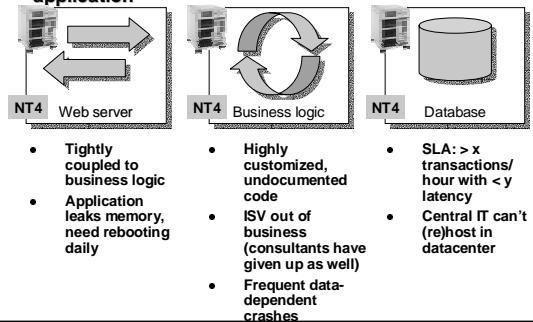 application
NT4 Web server
NT4 Business logic
NT4 Database
• Tightly
coupled to
business logic
• Application
leaks memory,
need rebooting
daily
• Highly
customized,
undocumented
code
• ISV out of
business
(consultants have
given up as well)
• Frequent data-
dependent
crashes
• SLA: > x
transactions/
hour with < y
latency
• Central IT can't
(re)host in
datacenter